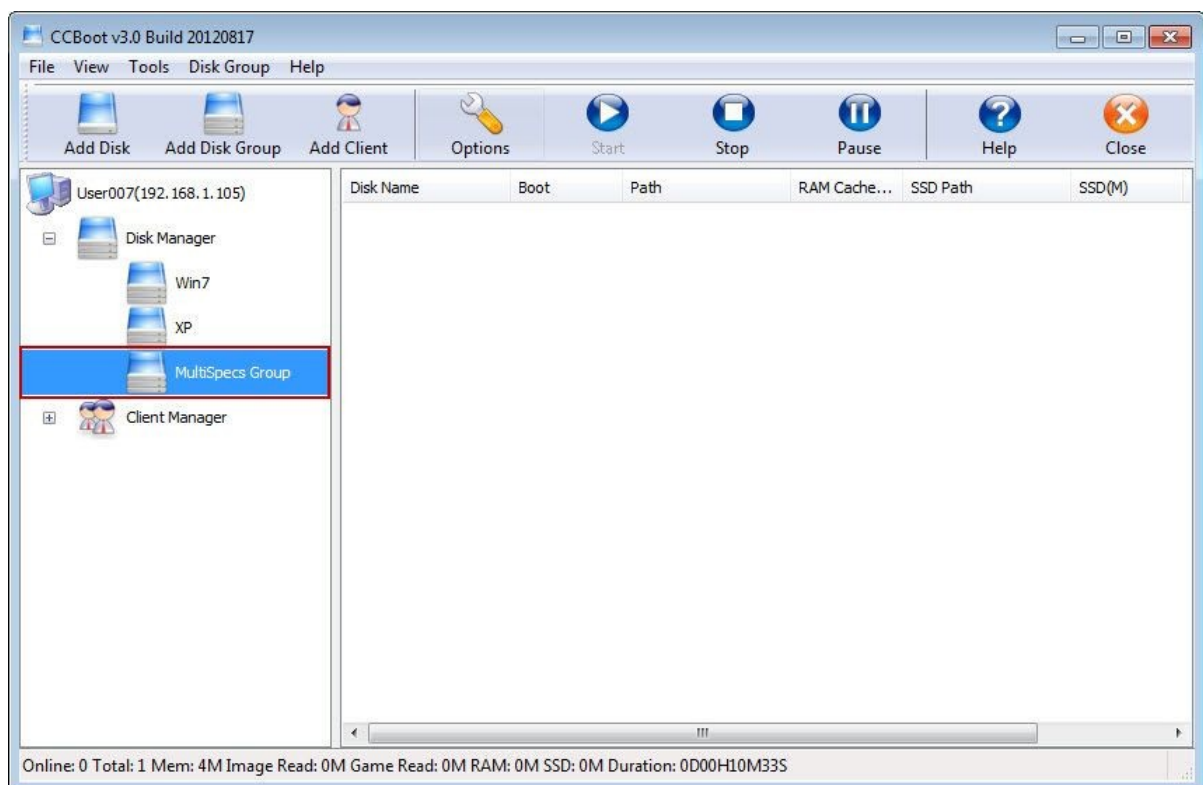 CCBoot v3.0 Build 20120817
File View Tools Disk Group Help
Add Disk Add Disk Group Add Client Options Start Stop Pause Help Close
User007(192.168.1.105)
Disk Manager
Win7
XP
MultiSpecs Group
Client Manager
Disk Name Boot Path RAM Cache... SSD Path SSD(M)
Online: 0 Total: 1 Mem: 4M Image Read: 0M Game Read: 0M RAM: 0M SSD: 0M Duration: 0D00H10M33S